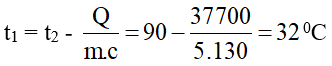 t₁ = t₂ - Q/m.c = 90 − 37700/5.130 = 32 ⁰C